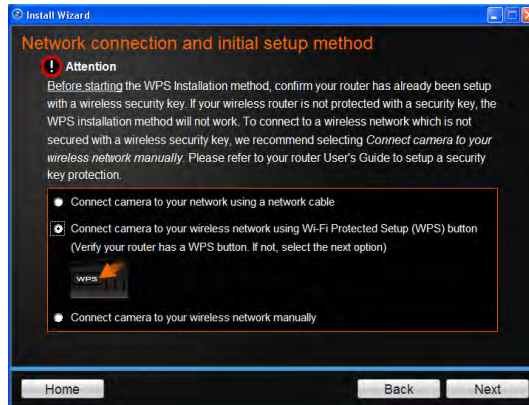 Install Wizard
Network connection and initial setup method
Attention
Before starting the WPS Installation method, confirm your router has already been setup
with a wireless security key. If your wireless router is not protected with a security key, the
WPS installation method will not work. To connect to a wireless network which is not
secured with a wireless security key, we recommend selecting Connect camera to your
wireless network manually. Please refer to your router User's Guide to setup a security
key protection.
Connect camera to your network using a network cable
Connect camera to your wireless network using Wi-Fi Protected Setup (WPS) button
(Verify your router has a WPS button. If not, select the next option)
WPS
Connect camera to your wireless network manually
Home Back Next